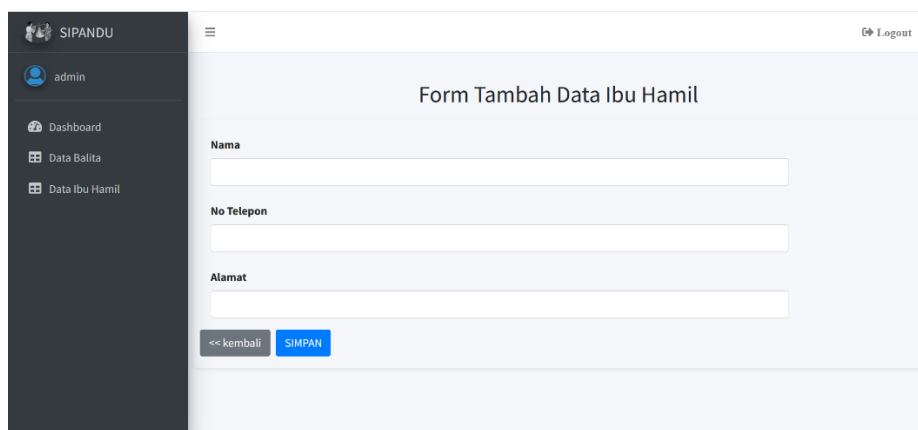 SIPANDU
Logout
admin
Dashboard
Data Balita
Data Ibu Hamil
Form Tambah Data Ibu Hamil
Nama
No Telepon
Alamat
<< kembali
SIMPAN